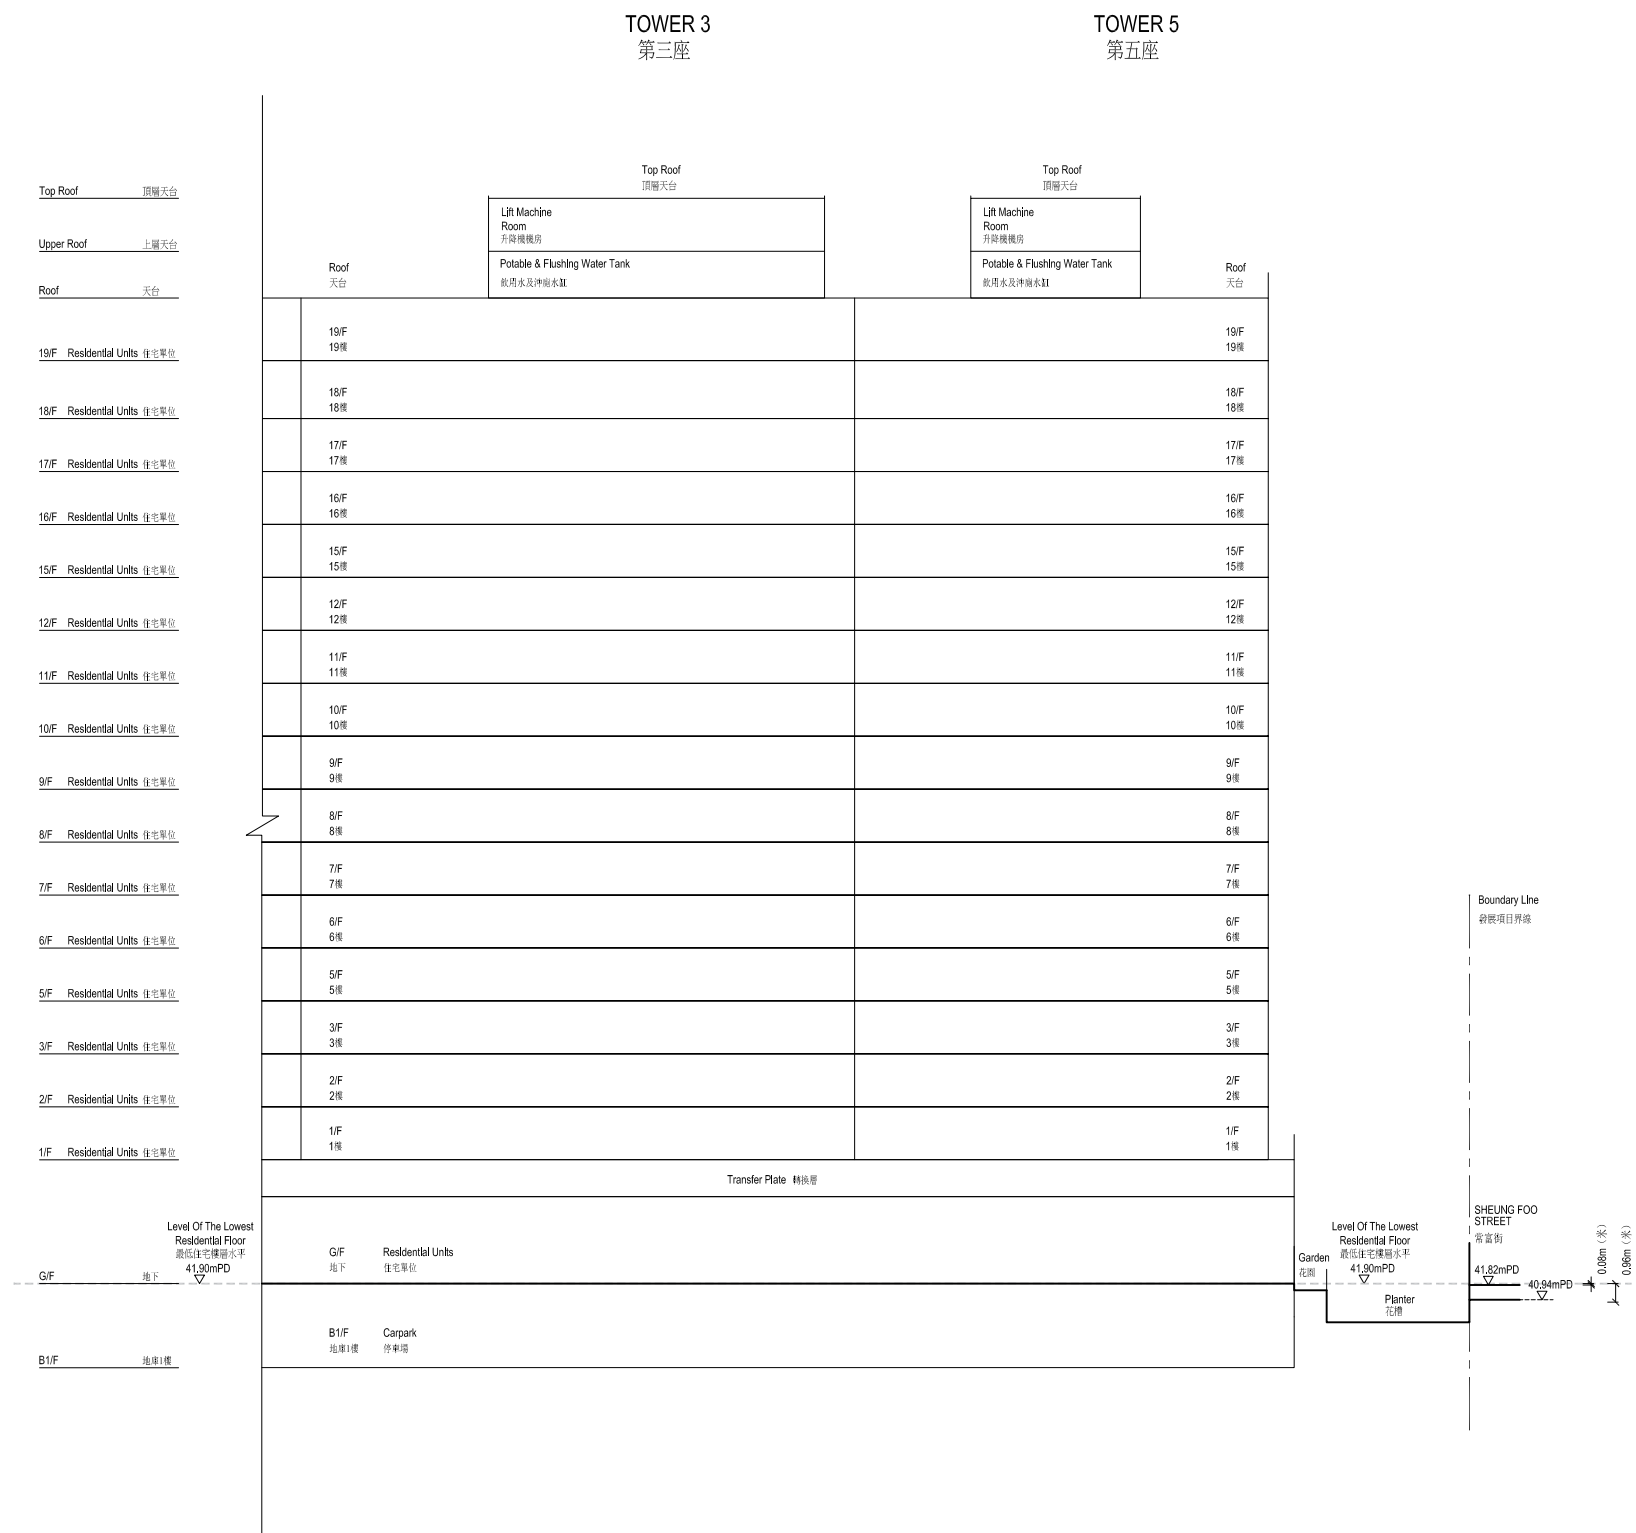 TOWER 3
第三座
TOWER 5
第五座
Top Roof 頂層天台
Upper Roof 上層天台
Roof 天台
19/F Residential Units 住宅單位
18/F Residential Units 住宅單位
17/F Residential Units 住宅單位
16/F Residential Units 住宅單位
15/F Residential Units 住宅單位
12/F Residential Units 住宅單位
11/F Residential Units 住宅單位
10/F Residential Units 住宅單位
9/F Residential Units 住宅單位
8/F Residential Units 住宅單位
7/F Residential Units 住宅單位
6/F Residential Units 住宅單位
5/F Residential Units 住宅單位
3/F Residential Units 住宅單位
2/F Residential Units 住宅單位
1/F Residential Units 住宅單位
Level Of The Lowest
Residential Floor
最低住宅樓層水平
41.90mPD
G/F 地下
B1/F 地庫1樓
Top Roof
頂層天台
Lift Machine
Room
升降機機房
Potable & Flushing Water Tank
飲用水及沖廁水缸
Top Roof
頂層天台
Lift Machine
Room
升降機機房
Potable & Flushing Water Tank
飲用水及沖廁水缸
Roof
天台
19/F
19樓
18/F
18樓
17/F
17樓
16/F
16樓
15/F
15樓
12/F
12樓
11/F
11樓
10/F
10樓
9/F
9樓
8/F
8樓
7/F
7樓
6/F
6樓
5/F
5樓
3/F
3樓
2/F
2樓
1/F
1樓
Roof
天台
19/F
19樓
18/F
18樓
17/F
17樓
16/F
16樓
15/F
15樓
12/F
12樓
11/F
11樓
10/F
10樓
9/F
9樓
8/F
8樓
7/F
7樓
6/F
6樓
5/F
5樓
3/F
3樓
2/F
2樓
1/F
1樓
Transfer Plate 轉換層
G/F Residential Units
地下 住宅單位
B1/F Carpark
地庫1樓 停車場
Garden
花園
Level Of The Lowest
Residential Floor
最低住宅樓層水平
41.90mPD
Planter
花槽
Boundary Line
發展項目界線
SHEUNG FOO
STREET
常富街
41.82mPD
40.94mPD
0.08m (米)
0.96m (米)